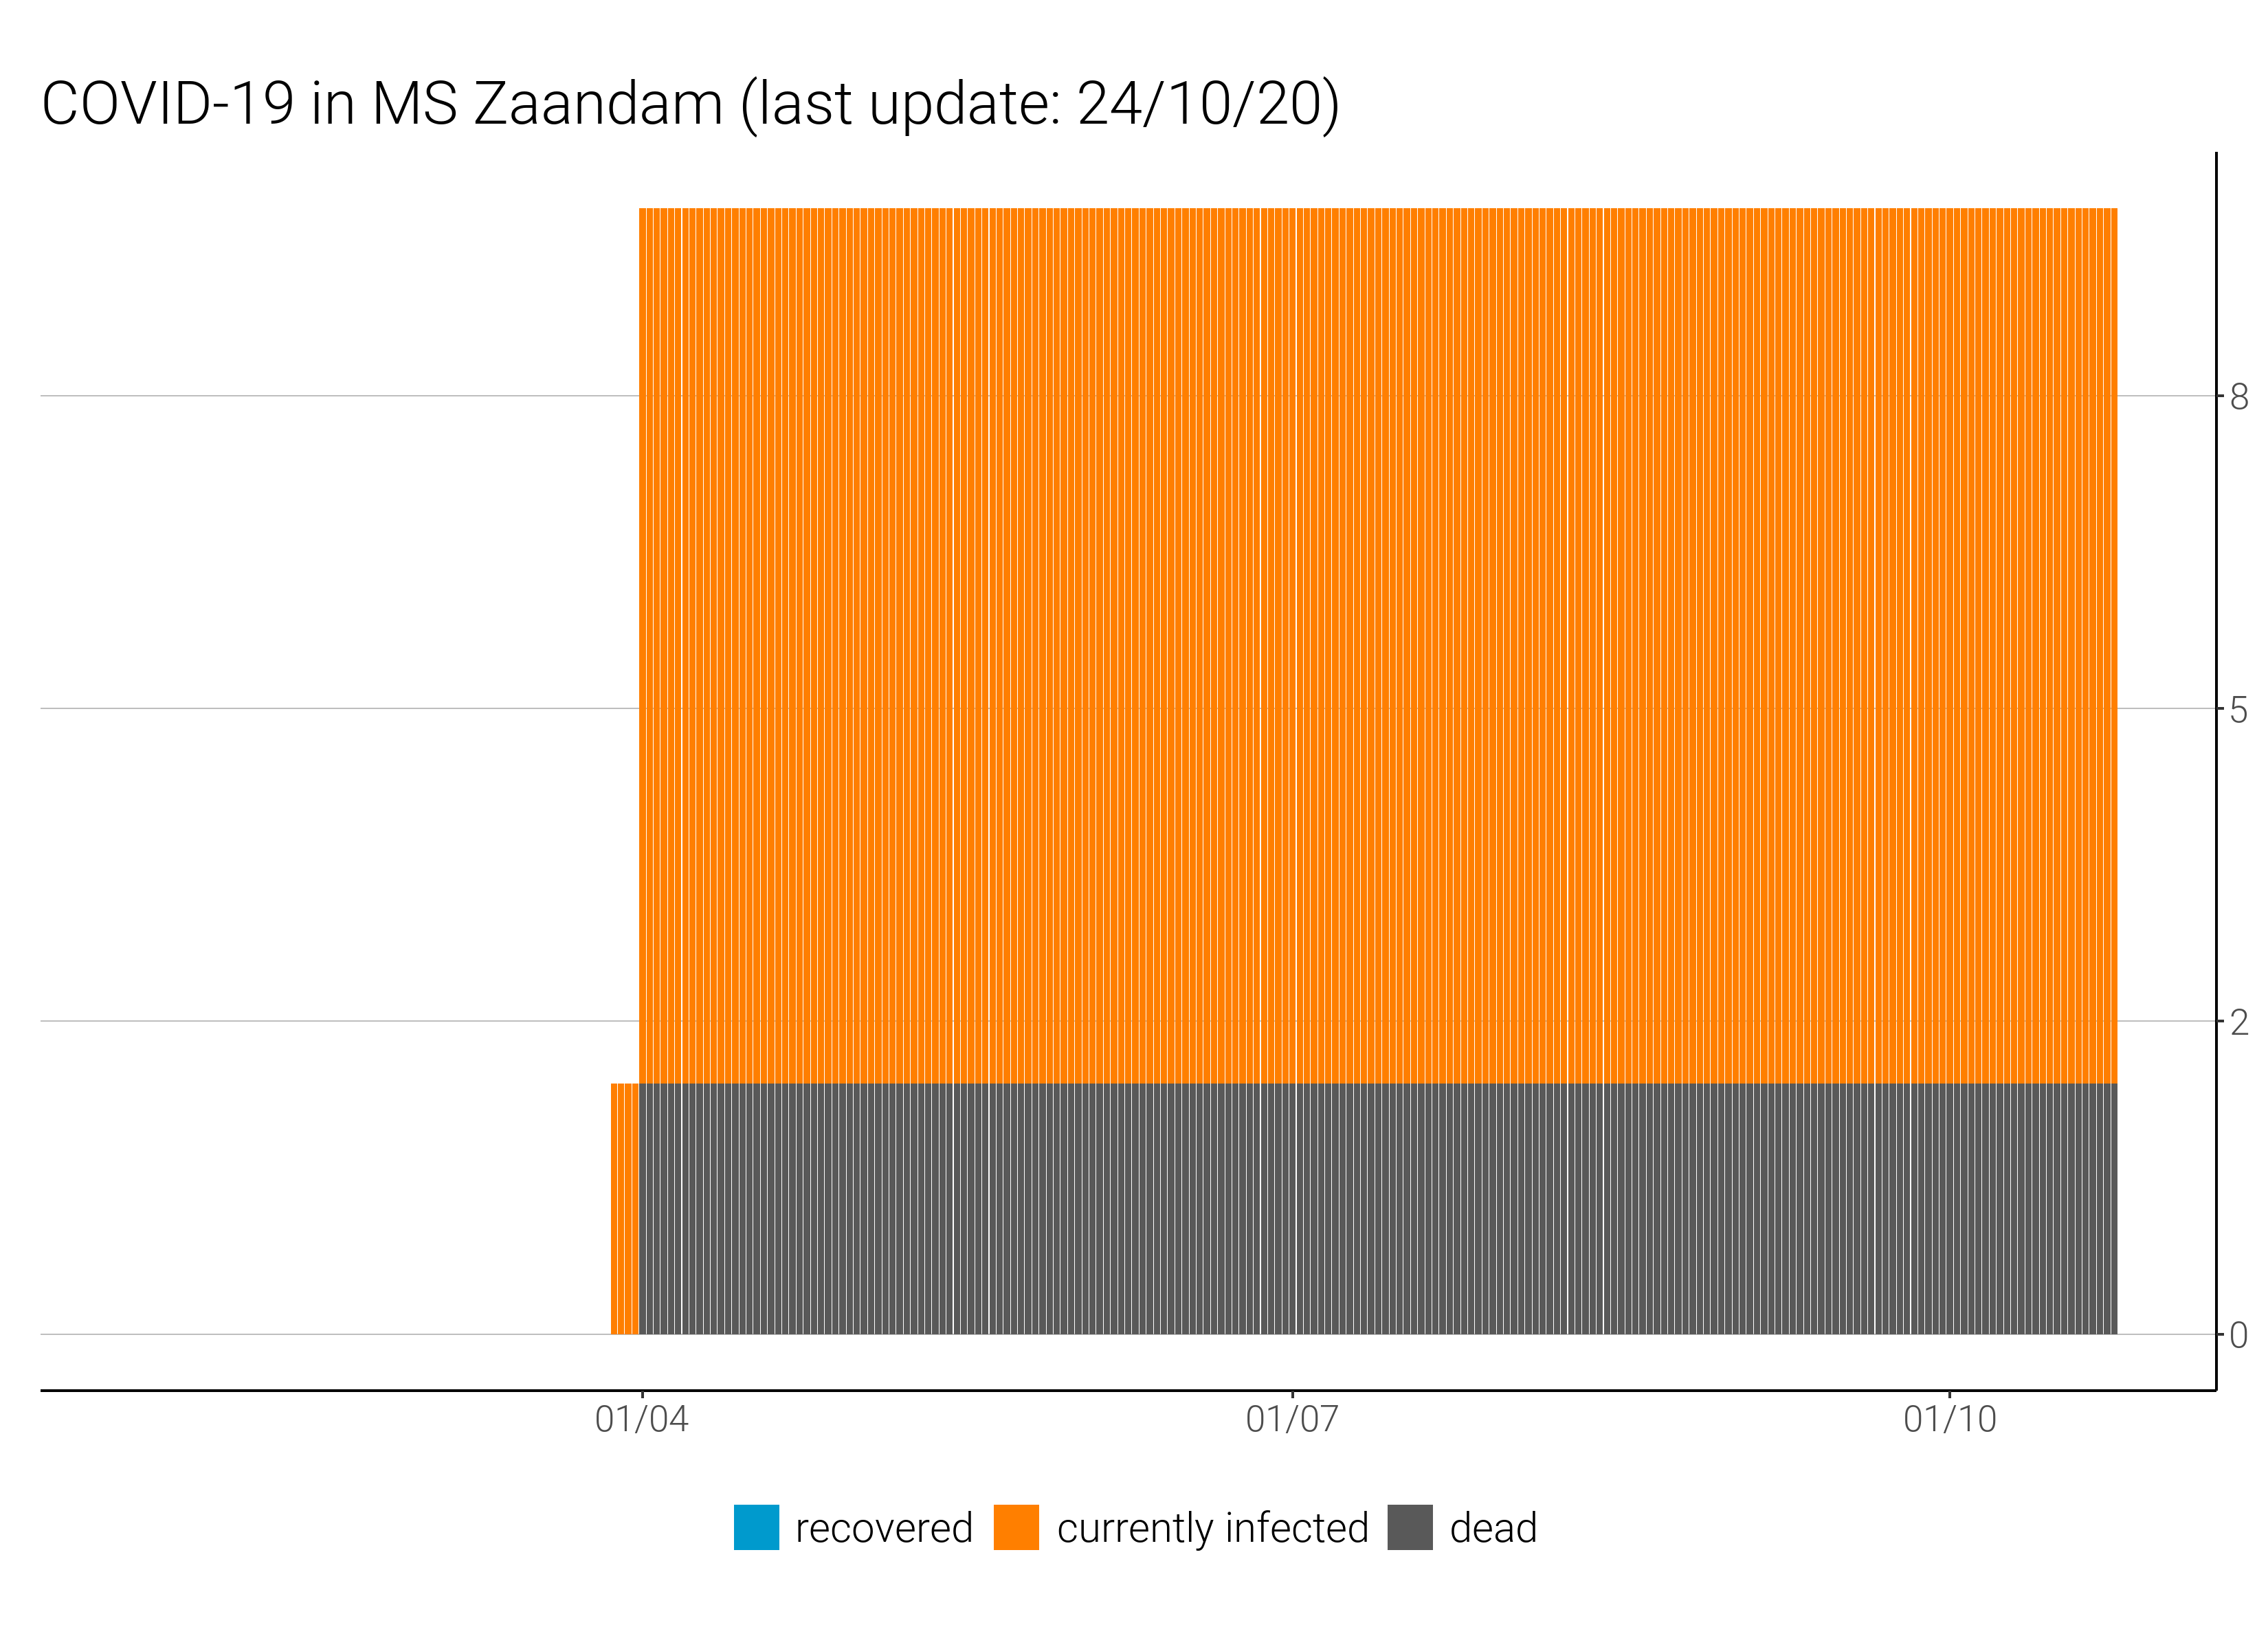 COVID-19 in MS Zaandam (last update: 24/10/20)
8
5
2
0
01/04 01/07 01/10
recovered currently infected dead